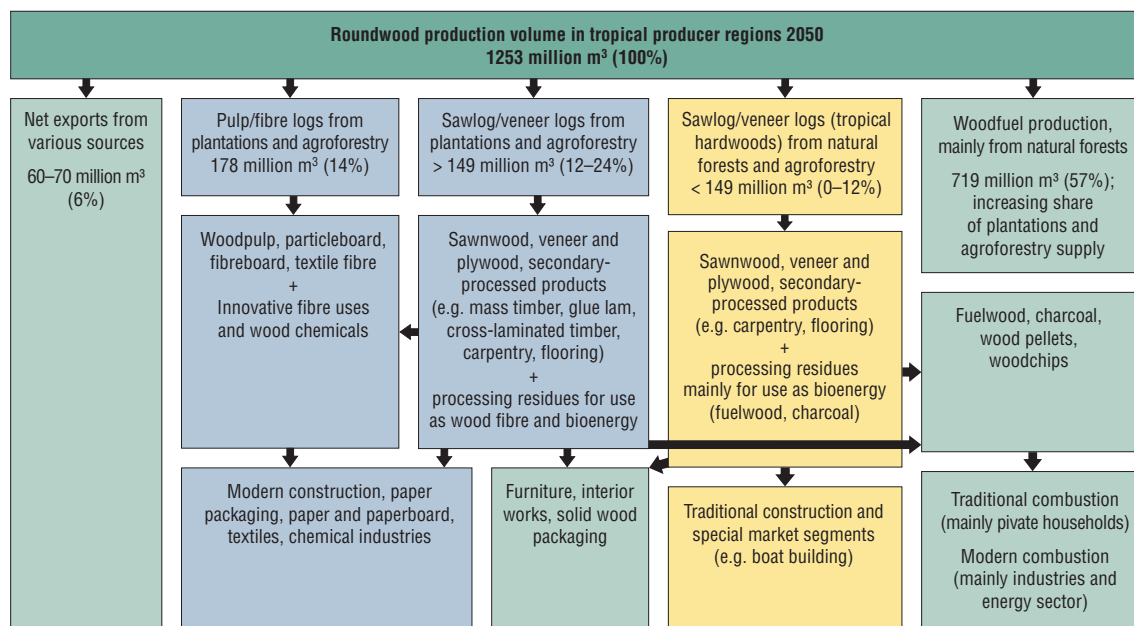 Roundwood production volume in tropical producer regions 2050
1253 million m³ (100%)
Net exports from
various sources
60–70 million m³
(6%)
Pulp/fibre logs from
plantations and agroforestry
178 million m³ (14%)
Sawlog/veneer logs from
plantations and agroforestry
> 149 million m³ (12–24%)
Sawlog/veneer logs (tropical
hardwoods) from natural
forests and agroforestry
< 149 million m³ (0–12%)
Woodfuel production,
mainly from natural forests
719 million m³ (57%);
increasing share
of plantations and
agroforestry supply
Woodpulp, particleboard,
fibreboard, textile fibre
+
Innovative fibre uses
and wood chemicals
Sawnwood, veneer and
plywood, secondary-
processed products
(e.g. mass timber, glue lam,
cross-laminated timber,
carpentry, flooring)
+
processing residues for use
as wood fibre and bioenergy
Sawnwood, veneer and
plywood, secondary-
processed products
(e.g. carpentry, flooring)
+
processing residues
mainly for use as bioenergy
(fuelwood, charcoal)
Fuelwood, charcoal,
wood pellets,
woodchips
Modern construction, paper
packaging, paper and paperboard,
textiles, chemical industries
Furniture, interior
works, solid wood
packaging
Traditional construction and
special market segments
(e.g. boat building)
Traditional combustion
(mainly pivate households)
Modern combustion
(mainly industries and
energy sector)